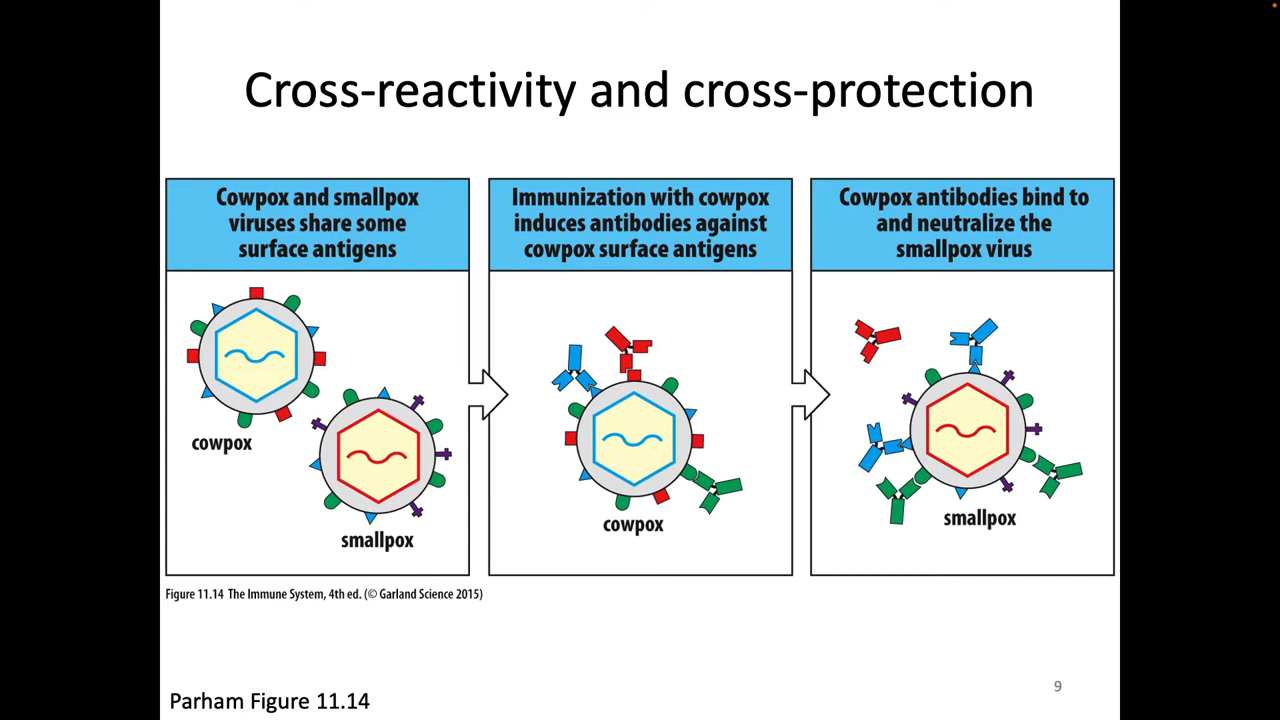 Cross-reactivity and cross-protection
Cowpox and smallpox
viruses share some
surface antigens
Immunization with cowpox
induces antibodies against
cowpox surface antigens
Cowpox antibodies bind to
and neutralize the
smallpox virus
cowpox
smallpox
cowpox
smallpox
Figure 11.14 The Immune System, 4th ed. (© Garland Science 2015)
9
Parham Figure 11.14